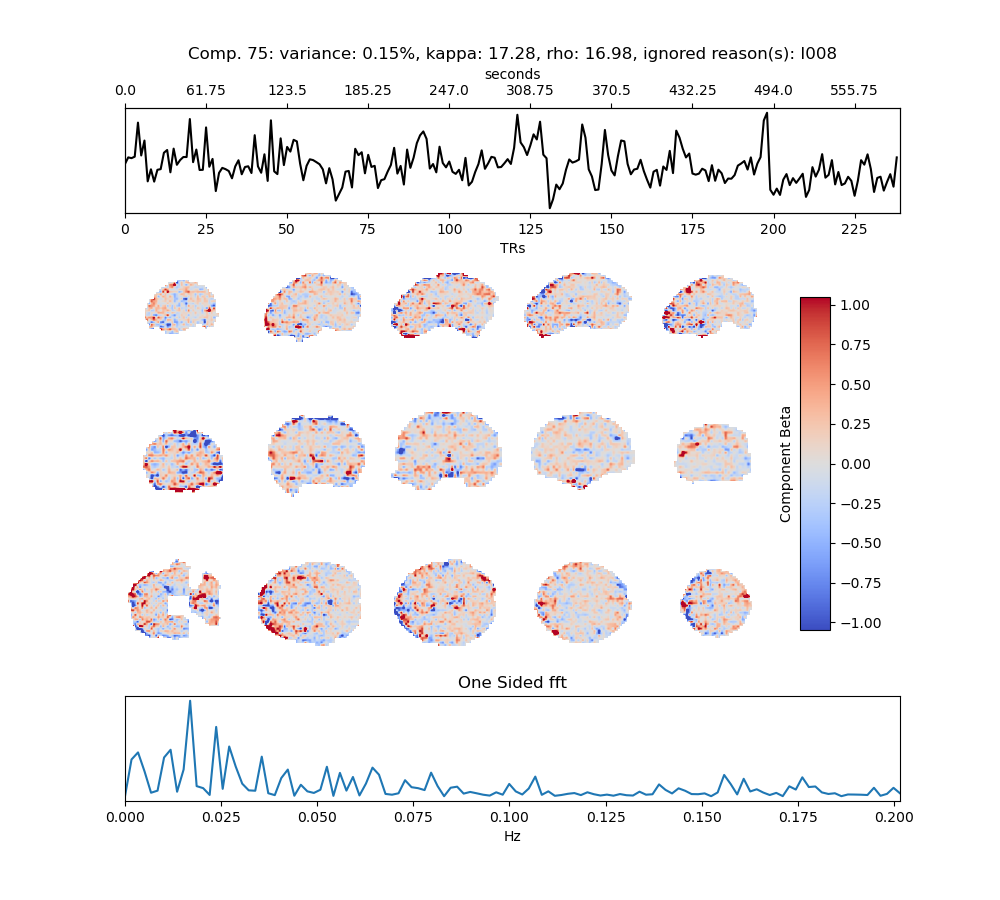 Comp. 75: variance: 0.15%, kappa: 17.28, rho: 16.98, ignored reason(s): I008
seconds
0.0 61.75 123.5 185.25 247.0 308.75 370.5 432.25 494.0 555.75
0 25 50 75 100 125 150 175 200 225
TRs
1.00
0.75
0.50
0.25
0.00
−0.25
−0.50
−0.75
−1.00
Component Beta
One Sided fft
0.000 0.025 0.050 0.075 0.100 0.125 0.150 0.175 0.200
Hz